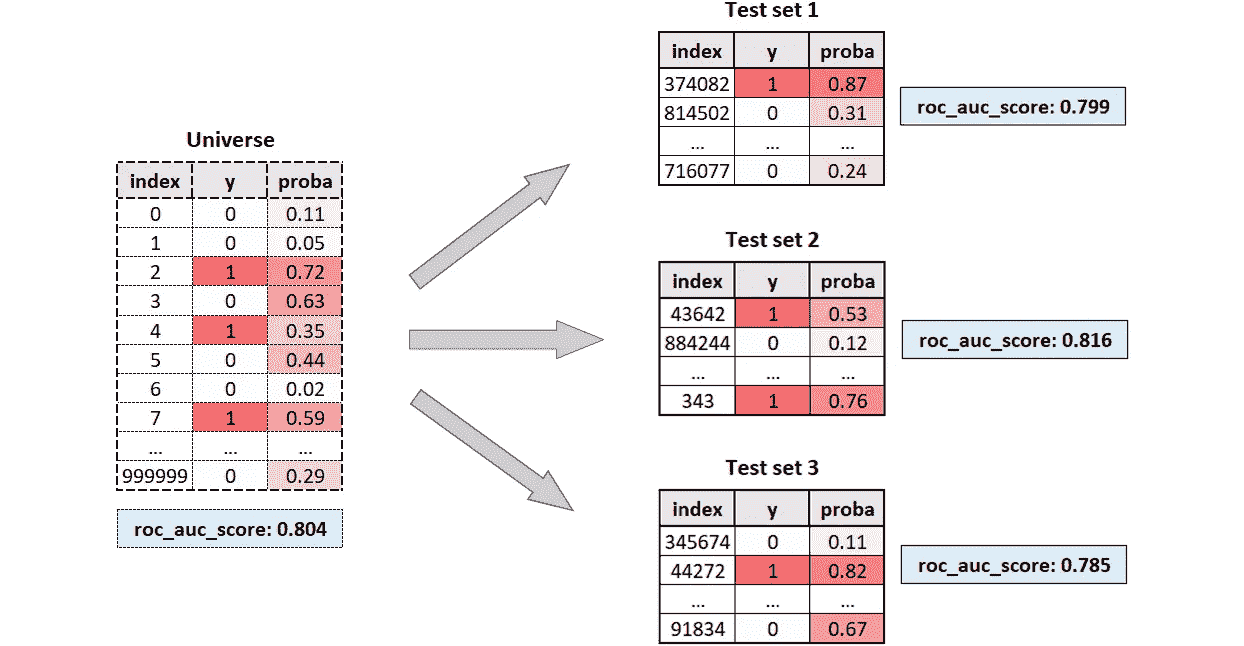 Universe
index y proba
0 0 0.11
1 0 0.05
2 1 0.72
3 0 0.63
4 1 0.35
5 0 0.44
6 0 0.02
7 1 0.59
... ... ...
999999 0 0.29
roc_auc_score: 0.804
Test set 1
index y proba
374082 1 0.87
814502 0 0.31
... ... ...
716077 0 0.24
roc_auc_score: 0.799
Test set 2
index y proba
43642 1 0.53
884244 0 0.12
... ... ...
343 1 0.76
roc_auc_score: 0.816
Test set 3
index y proba
345674 0 0.11
44272 1 0.82
... ... ...
91834 0 0.67
roc_auc_score: 0.785